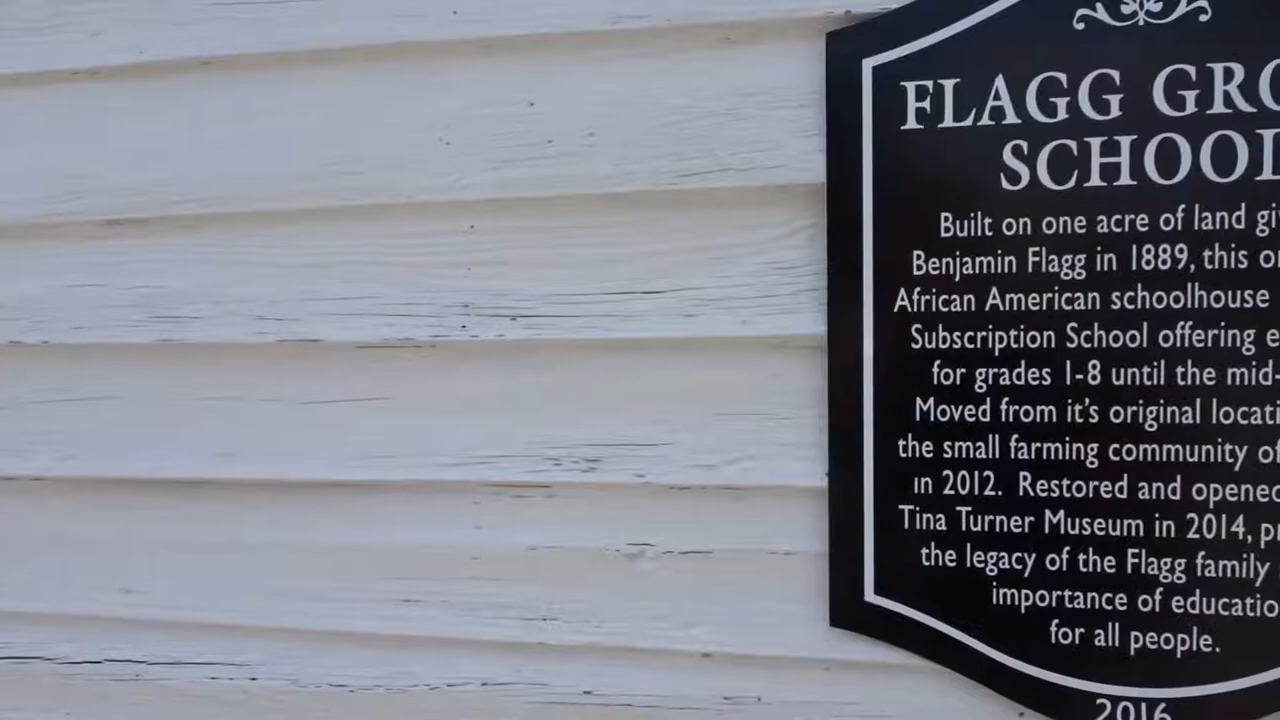 FLAGG GRO
SCHOOL
Built on one acre of land gi
Benjamin Flagg in 1889, this o
African American schoolhouse
Subscription School offering e
for grades 1-8 until the mid-
Moved from it's original locati
the small farming community of
in 2012. Restored and opened
Tina Turner Museum in 2014, p
the legacy of the Flagg family
importance of educatio
for all people.
2016